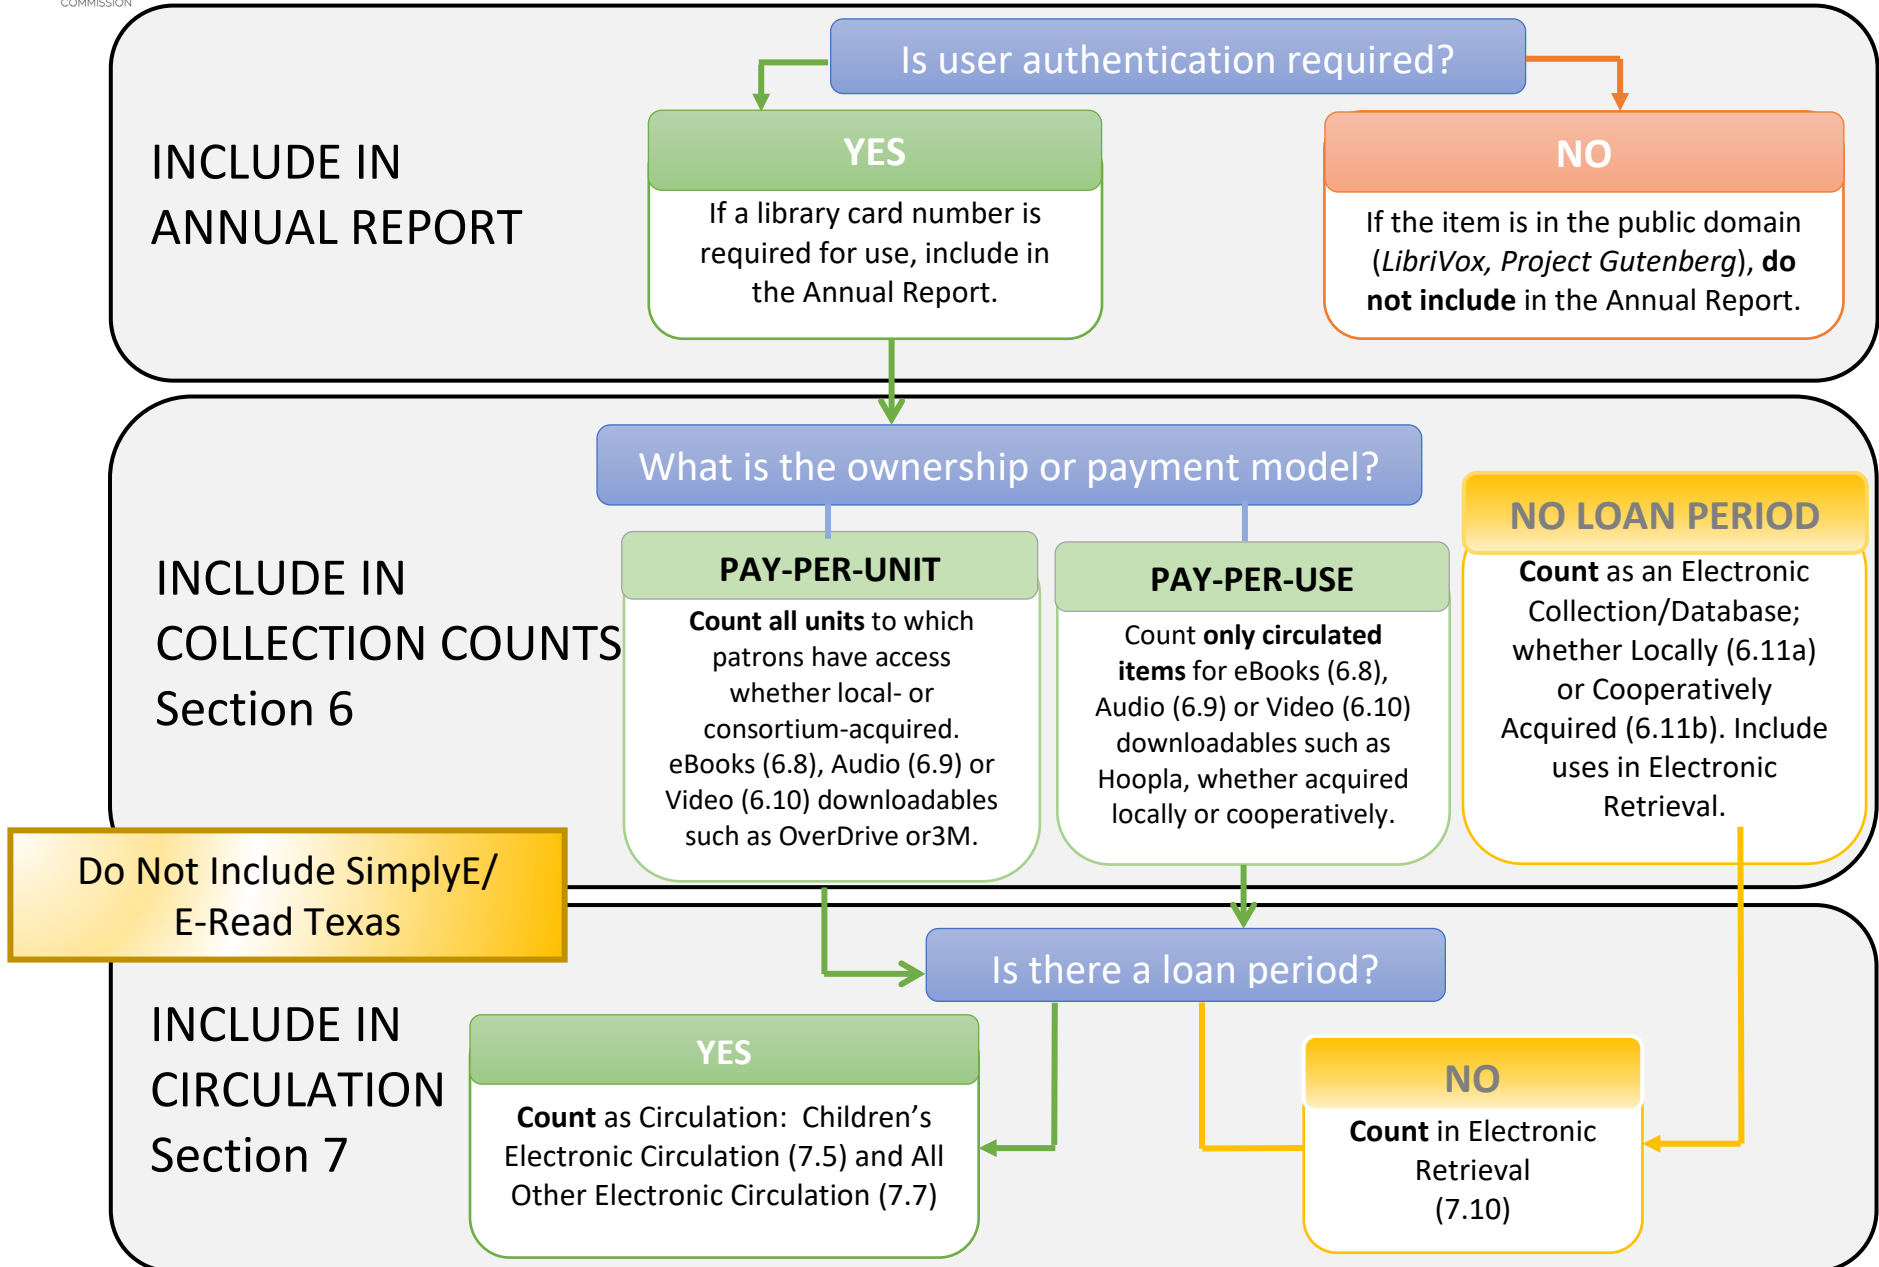 COMMISSION
Is user authentication required?
INCLUDE IN
ANNUAL REPORT
YES
If a library card number is
required for use, include in
the Annual Report.
NO
If the item is in the public domain
(LibriVox, Project Gutenberg), do
not include in the Annual Report.
What is the ownership or payment model?
INCLUDE IN
COLLECTION COUNTS
Section 6
PAY-PER-UNIT
Count all units to which
patrons have access
whether local- or
consortium-acquired.
eBooks (6.8), Audio (6.9) or
Video (6.10) downloadables
such as OverDrive or3M.
PAY-PER-USE
Count only circulated
items for eBooks (6.8),
Audio (6.9) or Video (6.10)
downloadables such as
Hoopla, whether acquired
locally or cooperatively.
NO LOAN PERIOD
Count as an Electronic
Collection/Database;
whether Locally (6.11a)
or Cooperatively
Acquired (6.11b). Include
uses in Electronic
Retrieval.
Do Not Include SimplyE/
E-Read Texas
Is there a loan period?
INCLUDE IN
CIRCULATION
Section 7
YES
Count as Circulation:  Children’s
Electronic Circulation (7.5) and All
Other Electronic Circulation (7.7)
NO
Count in Electronic
Retrieval
(7.10)